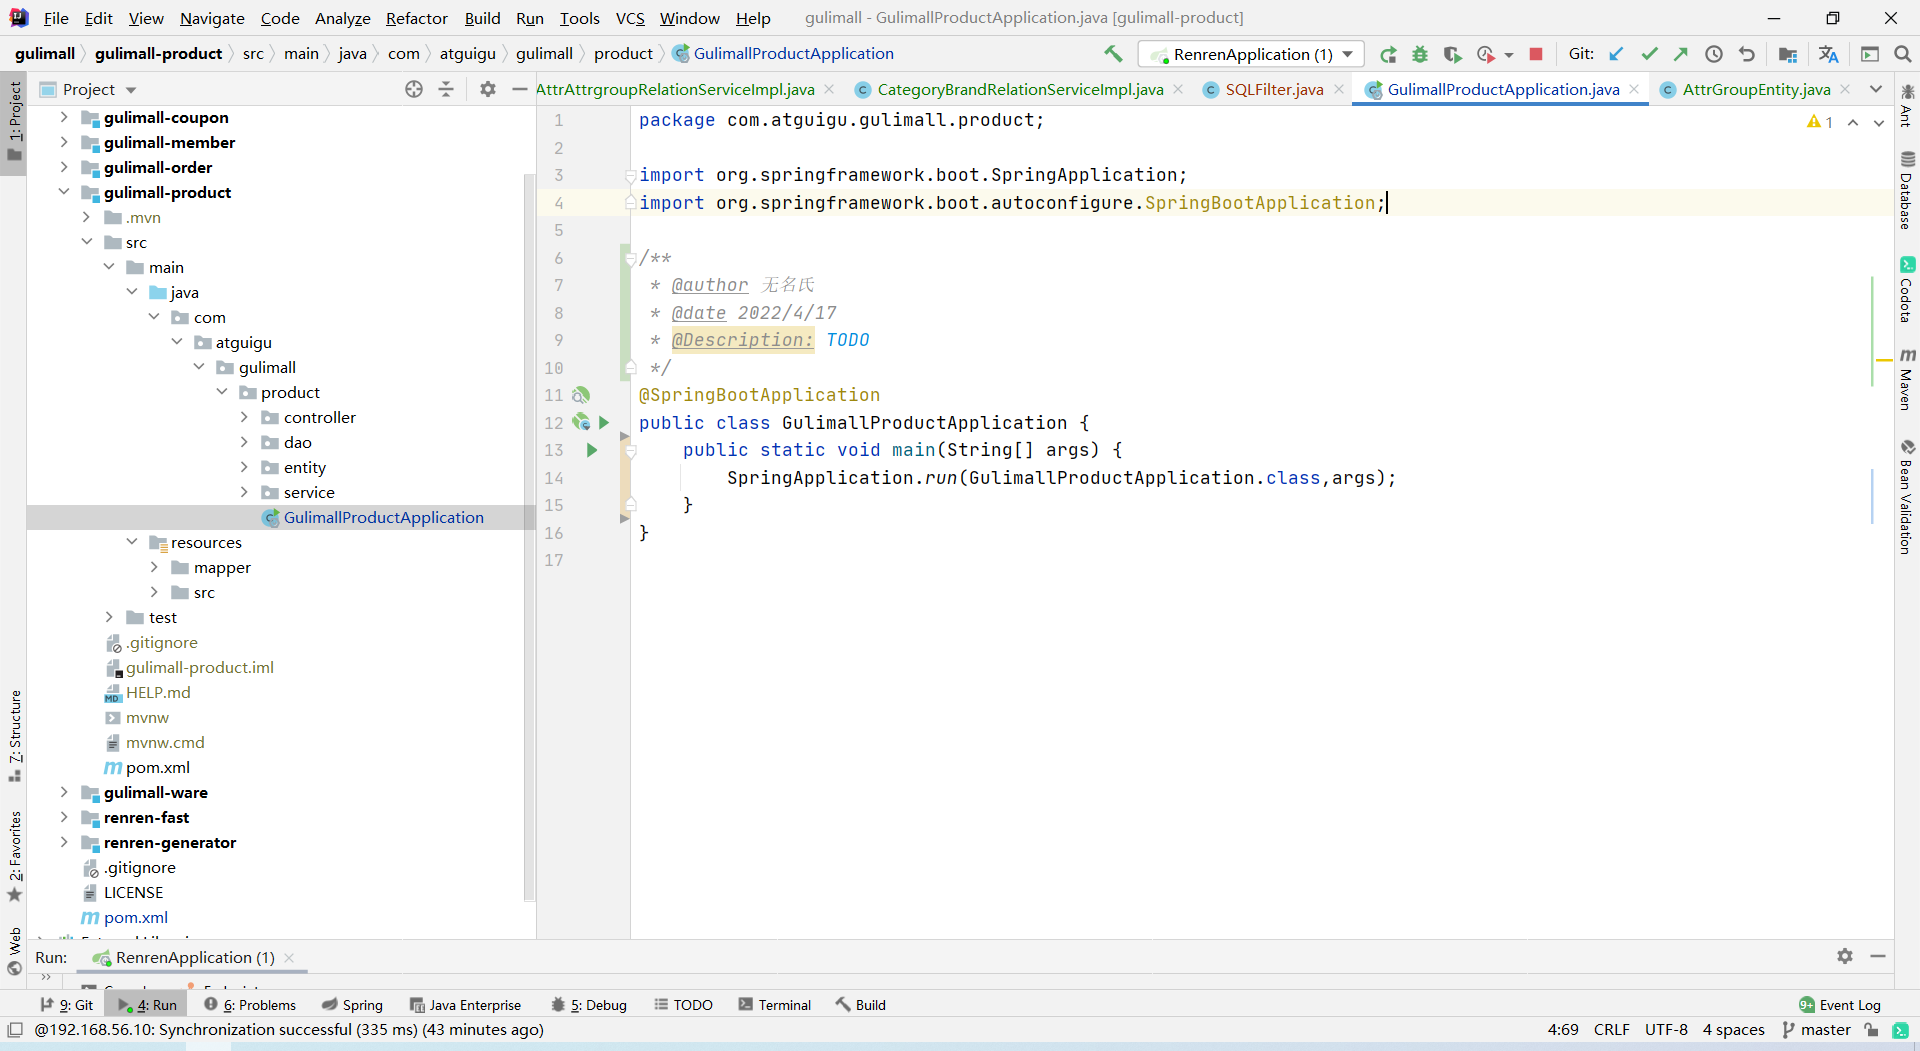 File Edit View Navigate Code Analyze Refactor Build Run Tools VCS Window Help gulimall - GulimallProductApplication.java [gulimall-product]
gulimall gulimall-product src main java com atguigu gulimall product GulimallProductApplication RenrenApplication (1) Git:
1: Project
Project
AttrAttrgroupRelationServiceImpl.java CategoryBrandRelationServiceImpl.java SQLFilter.java GulimallProductApplication.java AttrGroupEntity.java
gulimall-coupon
gulimall-member
gulimall-order
gulimall-product
.mvn
src
main
java
com
atguigu
gulimall
product
controller
dao
entity
service
GulimallProductApplication
resources
mapper
src
test
.gitignore
gulimall-product.iml
HELP.md
mvnw
mvnw.cmd
pom.xml
gulimall-ware
renren-fast
renren-generator
.gitignore
LICENSE
pom.xml
1 package com.atguigu.gulimall.product;
2
3 import org.springframework.boot.SpringApplication;
4 import org.springframework.boot.autoconfigure.SpringBootApplication;
5
6 /**
7 * @author 无名氏
8 * @date 2022/4/17
9 * @Description: TODO
10 */
11 @SpringBootApplication
12 public class GulimallProductApplication {
13 public static void main(String[] args) {
14 SpringApplication.run(GulimallProductApplication.class,args);
15 }
16 }
17
1
Ant
Database
Codota
Maven
Bean Validation
7: Structure
2: Favorites
Web
Run: RenrenApplication (1)
9: Git 4: Run 6: Problems Spring Java Enterprise 5: Debug TODO Terminal Build 9+ Event Log
@192.168.56.10: Synchronization successful (335 ms) (43 minutes ago) 4:69 CRLF UTF-8 4 spaces master